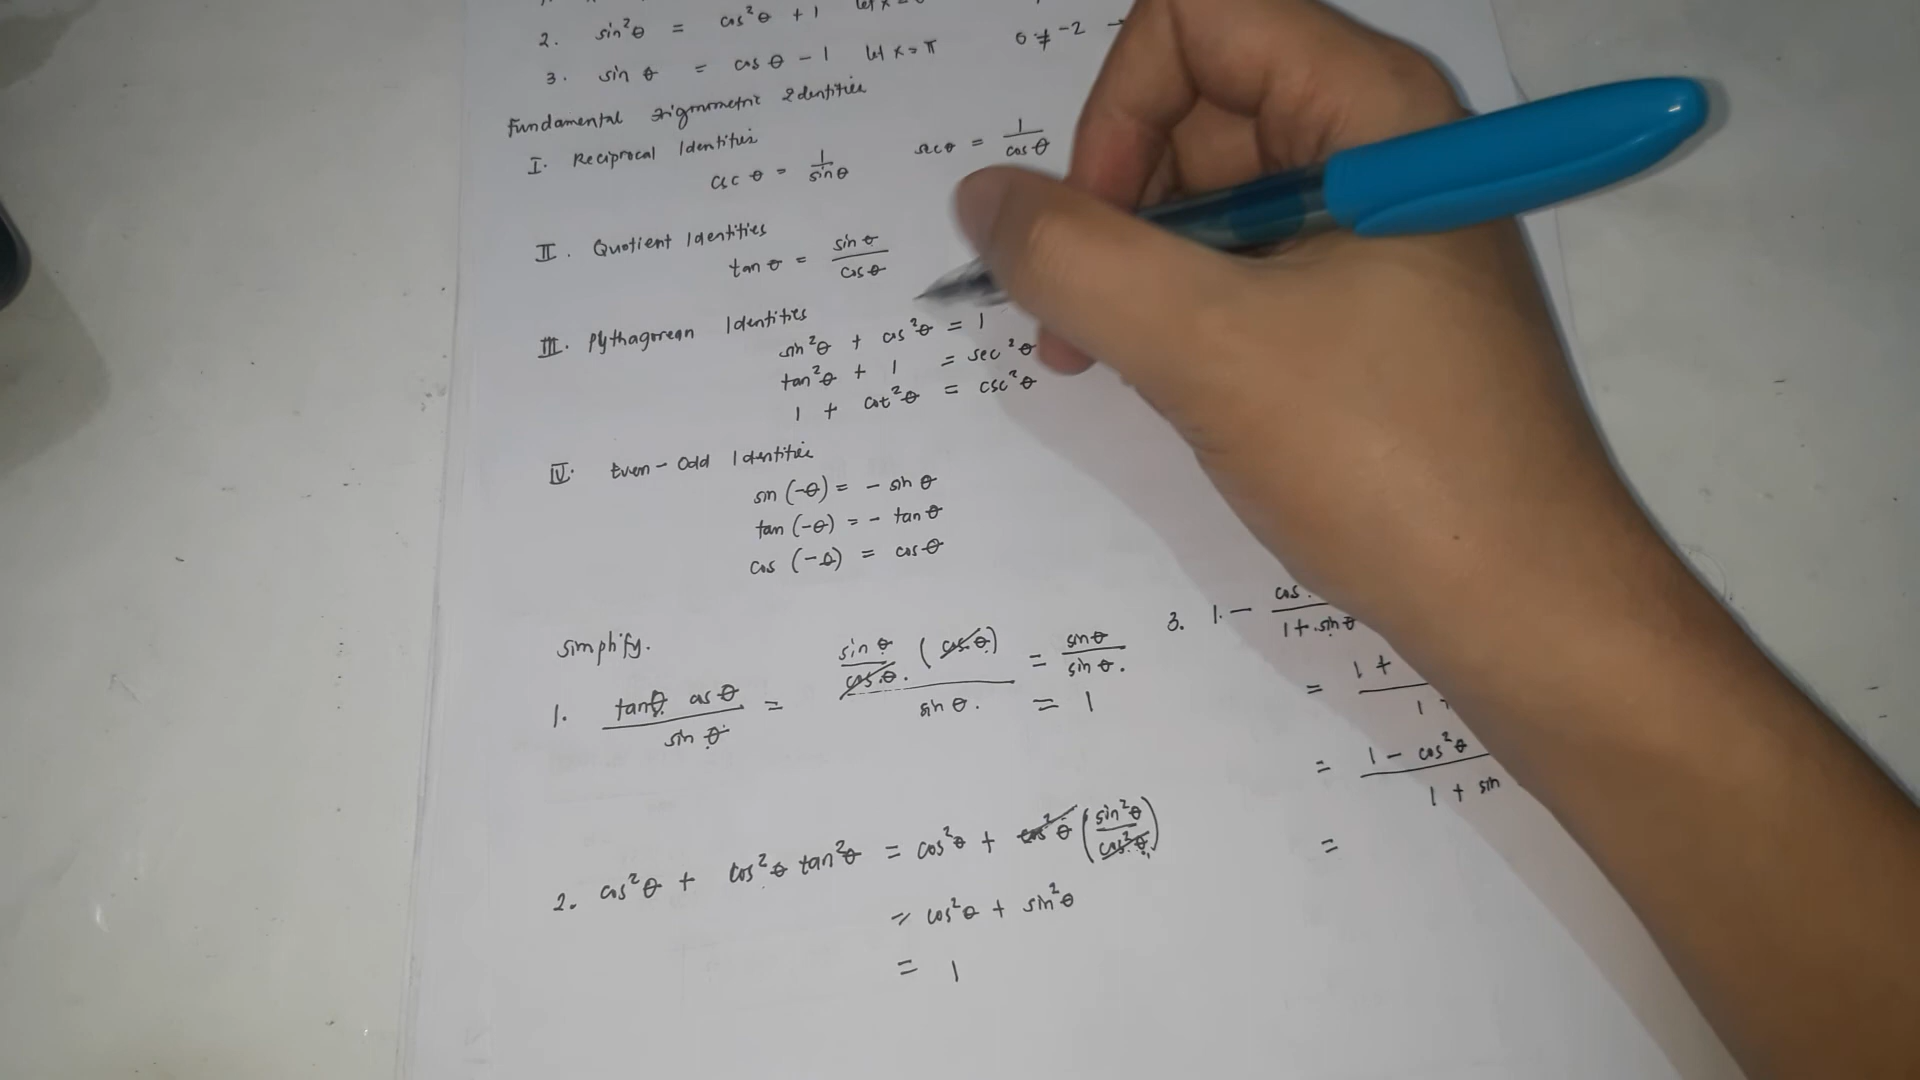 2. sin²θ = cos²θ + 1 let x =
3. sin θ = cos θ - 1 let x = π 0 ≠ -2 →
Fundamental Trigonometric Identities
I. Reciprocal Identities
csc θ = 1/sin θ sec θ = 1/cos θ
II. Quotient Identities
tan θ = sin θ/cos θ
III. Pythagorean Identities
sin²θ + cos²θ = 1
tan²θ + 1 = sec²θ
1 + cot²θ = csc²θ
IV. Even - Odd Identities
sin (-θ) = - sin θ
tan (-θ) = - tan θ
cos (-θ) = cos θ
simplify.
1. tan θ cos θ / sin θ = sin θ/cos θ (cos θ) / sin θ = sin θ/sin θ
= 1
2. cos²θ + cos²θ tan²θ = cos²θ + cos²θ (sin²θ/cos²θ)
= cos²θ + sin²θ
= 1
3. 1 - cos / 1 + sin θ
= 1 + / 1
= 1 - cos²θ / 1 + sin
=